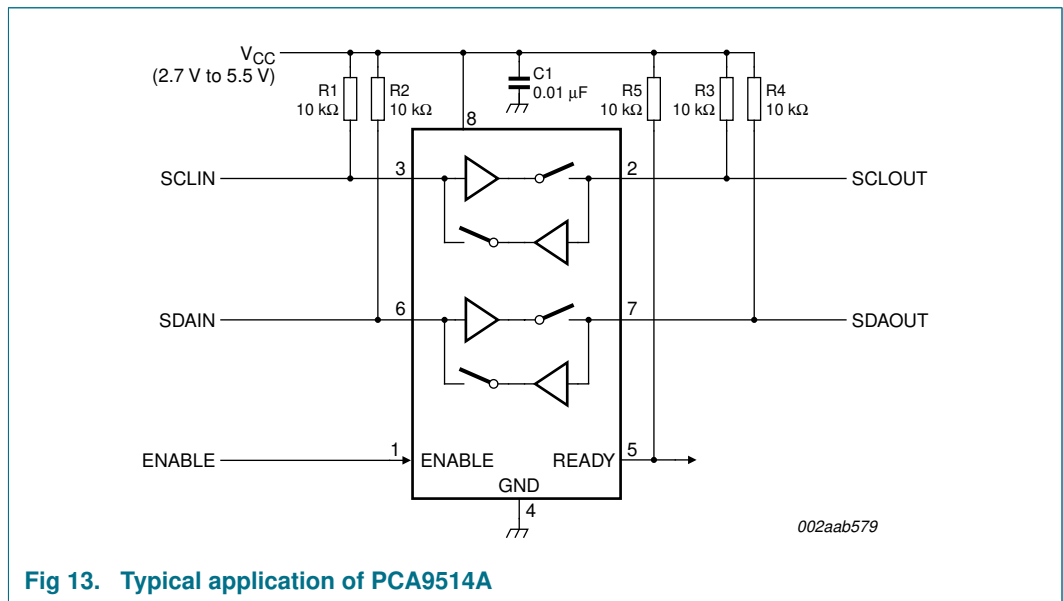 VCC
(2.7 V to 5.5 V)
R1
10 kΩ
R2
10 kΩ
C1
0.01 μF
R5
10 kΩ
R3
10 kΩ
R4
10 kΩ
8
SCLIN
3
2
SCLOUT
SDAIN
6
7
SDAOUT
ENABLE
1
ENABLE
READY
5
GND
4
002aab579
Fig 13. Typical application of PCA9514A